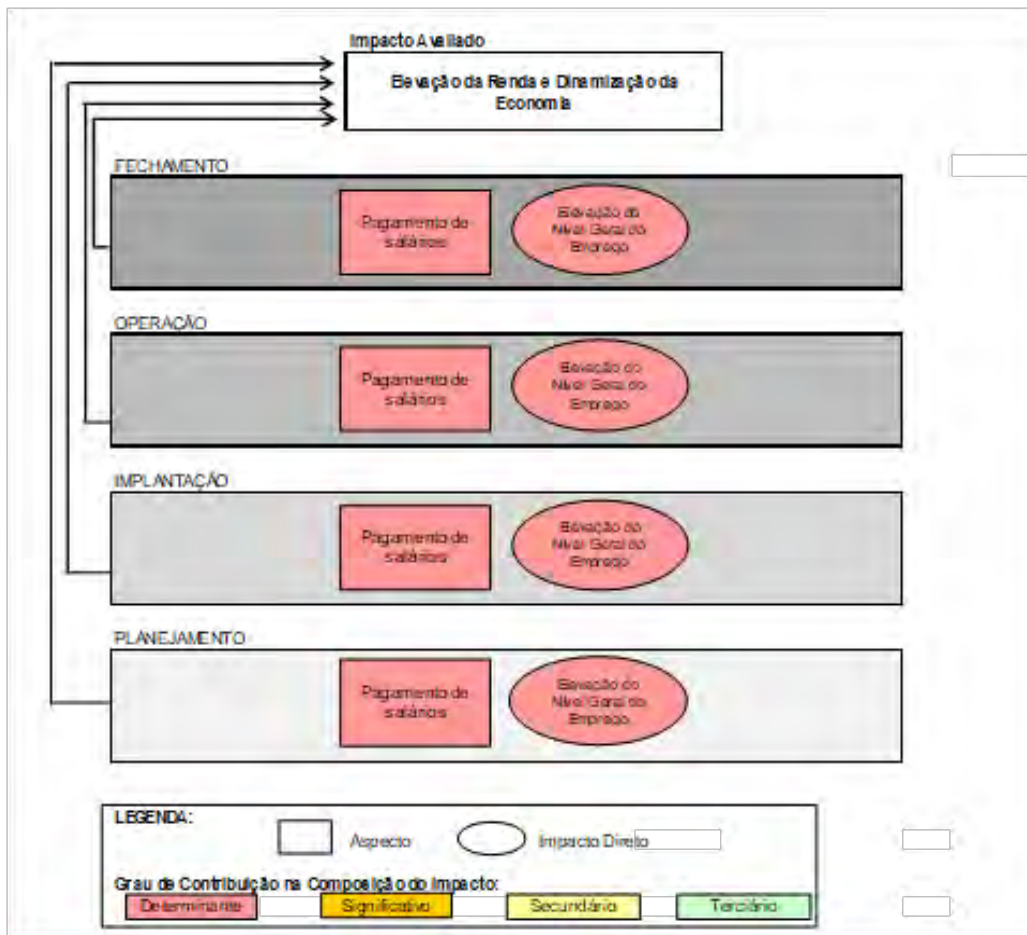 Impacto Avaliado
Elevação da Renda e Dinamização da
Economia
FECHAMENTO
Pagamento de
salários
Elevação do
Nível Geral do
Emprego
OPERAÇÃO
Pagamento de
salários
Elevação do
Nível Geral do
Emprego
IMPLANTAÇÃO
Pagamento de
salários
Elevação do
Nível Geral do
Emprego
PLANEJAMENTO
Pagamento de
salários
Elevação do
Nível Geral do
Emprego
LEGENDA:
Aspecto
Impacto Direto
Grau de Contribuição na Composição do Impacto:
Determinante
Significativo
Secundário
Terciário